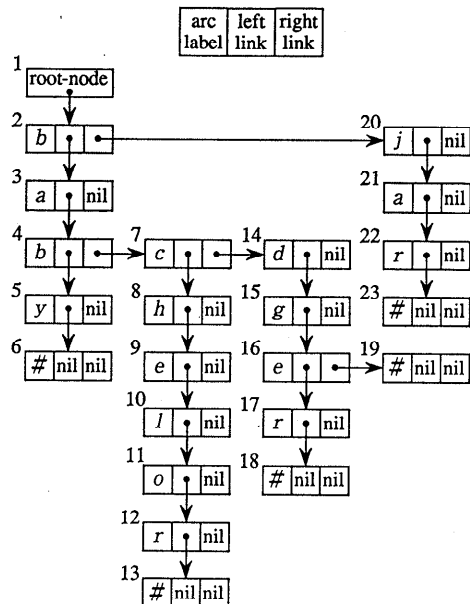 arc label left link right link
1
root-node
2 b 20 j nil
3 a nil 21 a nil
4 b 7 c 14 d nil 22 r nil
5 y nil 8 h nil 15 g nil 23 # nil nil
6 # nil nil 9 e nil 16 e 19 # nil nil
10 l nil 17 r nil
11 o nil 18 # nil nil
12 r nil
13 # nil nil